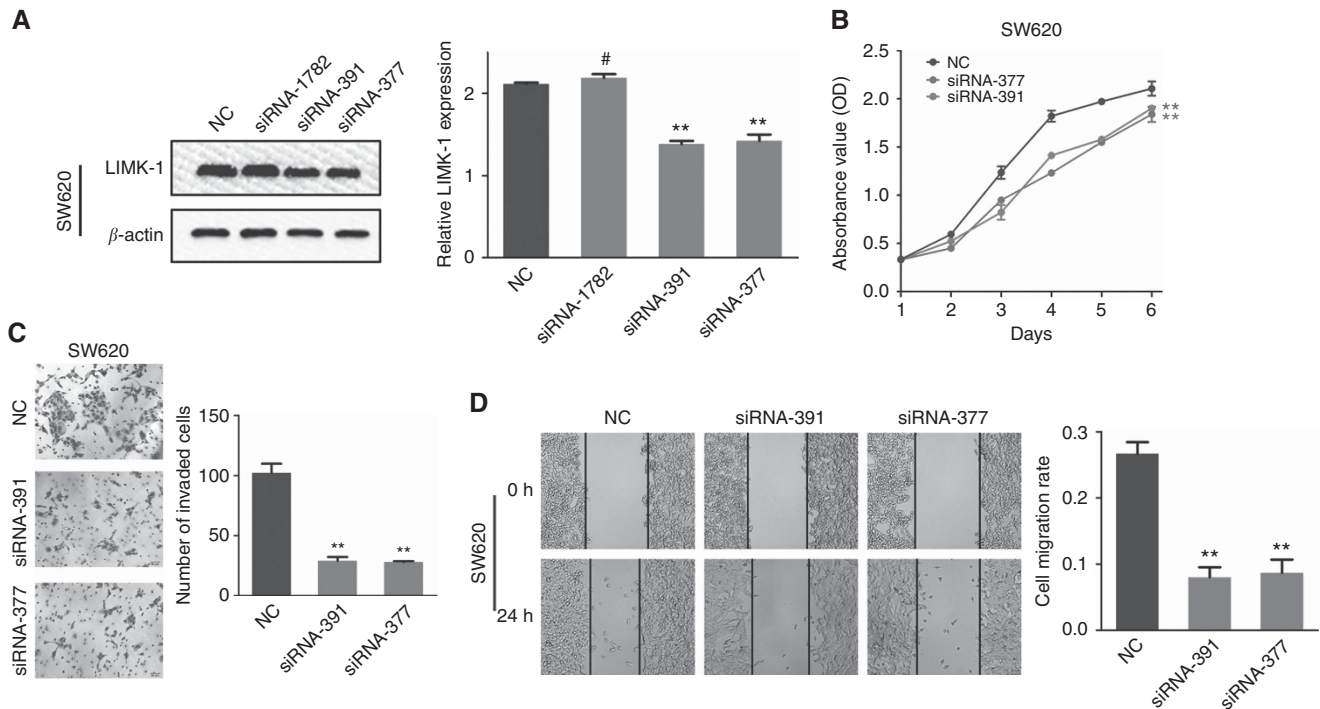 A
NC
siRNA-1782
siRNA-391
siRNA-377
SW620
LIMK-1
β-actin
Relative LIMK-1 expression
2
1
0
#
**
**
NC
siRNA-1782
siRNA-391
siRNA-377
B
SW620
Absorbance value (OD)
2.5
2.0
1.5
1.0
0.5
0.0
NC
siRNA-377
siRNA-391
**
**
1 2 3 4 5 6
Days
C
SW620
NC
siRNA-391
siRNA-377
Number of invaded cells
150
100
50
0
**
**
NC
siRNA-391
siRNA-377
D
NC siRNA-391 siRNA-377
SW620
0 h
24 h
Cell migration rate
0.3
0.2
0.1
0.0
**
**
NC
siRNA-391
siRNA-377